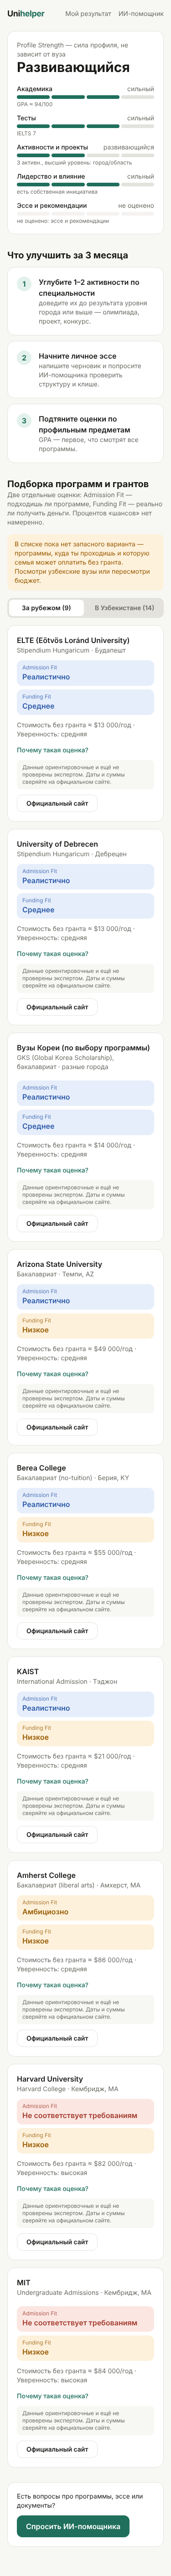 Unihelper
Мой результат
ИИ-помощник
Profile Strength — сила профиля, не
зависит от вуза
Развивающийся
Академика
сильный
GPA ≈ 94/100
Тесты
сильный
IELTS 7
Активности и проекты
развивающийся
3 активн., высший уровень: город/область
Лидерство и влияние
сильный
есть собственная инициатива
Эссе и рекомендации
не оценено
не оценено: эссе и рекомендации
Что улучшить за 3 месяца
1
Углубите 1–2 активности по
специальности
доведите их до результата уровня
города или выше — олимпиада,
проект, конкурс.
2
Начните личное эссе
напишите черновик и попросите
ИИ-помощника проверить
структуру и клише.
3
Подтяните оценки по
профильным предметам
GPA — первое, что смотрят все
программы.
Подборка программ и грантов
Две отдельные оценки: Admission Fit —
подходишь ли программе, Funding Fit — реально
ли получить деньги. Процентов «шансов» нет
намеренно.
В списке пока нет запасного варианта —
программы, куда ты проходишь и которую
семья может оплатить без гранта.
Посмотри узбекские вузы или пересмотри
бюджет.
За рубежом (9)
В Узбекистане (14)
ELTE (Eötvös Loránd University)
Stipendium Hungaricum · Будапешт
Admission Fit
Реалистично
Funding Fit
Среднее
Стоимость без гранта ≈ $13 000/год ·
Уверенность: средняя
Почему такая оценка?
Данные ориентировочные и ещё не
проверены экспертом. Даты и суммы
сверяйте на официальном сайте.
Официальный сайт
University of Debrecen
Stipendium Hungaricum · Дебрецен
Admission Fit
Реалистично
Funding Fit
Среднее
Стоимость без гранта ≈ $13 000/год ·
Уверенность: средняя
Почему такая оценка?
Данные ориентировочные и ещё не
проверены экспертом. Даты и суммы
сверяйте на официальном сайте.
Официальный сайт
Вузы Кореи (по выбору программы)
GKS (Global Korea Scholarship),
бакалавриат · разные города
Admission Fit
Реалистично
Funding Fit
Среднее
Стоимость без гранта ≈ $14 000/год ·
Уверенность: средняя
Почему такая оценка?
Данные ориентировочные и ещё не
проверены экспертом. Даты и суммы
сверяйте на официальном сайте.
Официальный сайт
Arizona State University
Бакалавриат · Темпи, AZ
Admission Fit
Реалистично
Funding Fit
Низкое
Стоимость без гранта ≈ $49 000/год ·
Уверенность: средняя
Почему такая оценка?
Данные ориентировочные и ещё не
проверены экспертом. Даты и суммы
сверяйте на официальном сайте.
Официальный сайт
Berea College
Бакалавриат (no-tuition) · Берия, KY
Admission Fit
Реалистично
Funding Fit
Низкое
Стоимость без гранта ≈ $55 000/год ·
Уверенность: средняя
Почему такая оценка?
Данные ориентировочные и ещё не
проверены экспертом. Даты и суммы
сверяйте на официальном сайте.
Официальный сайт
KAIST
International Admission · Тэджон
Admission Fit
Реалистично
Funding Fit
Низкое
Стоимость без гранта ≈ $21 000/год ·
Уверенность: средняя
Почему такая оценка?
Данные ориентировочные и ещё не
проверены экспертом. Даты и суммы
сверяйте на официальном сайте.
Официальный сайт
Amherst College
Бакалавриат (liberal arts) · Амхерст, MA
Admission Fit
Амбициозно
Funding Fit
Низкое
Стоимость без гранта ≈ $86 000/год ·
Уверенность: средняя
Почему такая оценка?
Данные ориентировочные и ещё не
проверены экспертом. Даты и суммы
сверяйте на официальном сайте.
Официальный сайт
Harvard University
Harvard College · Кембридж, MA
Admission Fit
Не соответствует требованиям
Funding Fit
Низкое
Стоимость без гранта ≈ $82 000/год ·
Уверенность: высокая
Почему такая оценка?
Данные ориентировочные и ещё не
проверены экспертом. Даты и суммы
сверяйте на официальном сайте.
Официальный сайт
MIT
Undergraduate Admissions · Кембридж, MA
Admission Fit
Не соответствует требованиям
Funding Fit
Низкое
Стоимость без гранта ≈ $84 000/год ·
Уверенность: высокая
Почему такая оценка?
Данные ориентировочные и ещё не
проверены экспертом. Даты и суммы
сверяйте на официальном сайте.
Официальный сайт
Есть вопросы про программы, эссе или
документы?
Спросить ИИ-помощника